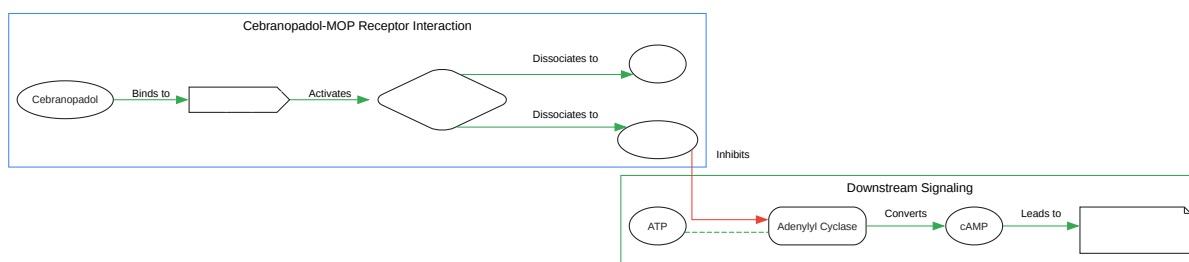 Cebranopadol-MOP Receptor Interaction
Cebranopadol
Binds to
Activates
Dissociates to
Dissociates to
Inhibits
Downstream Signaling
ATP
Adenylyl Cyclase
Converts
cAMP
Leads to